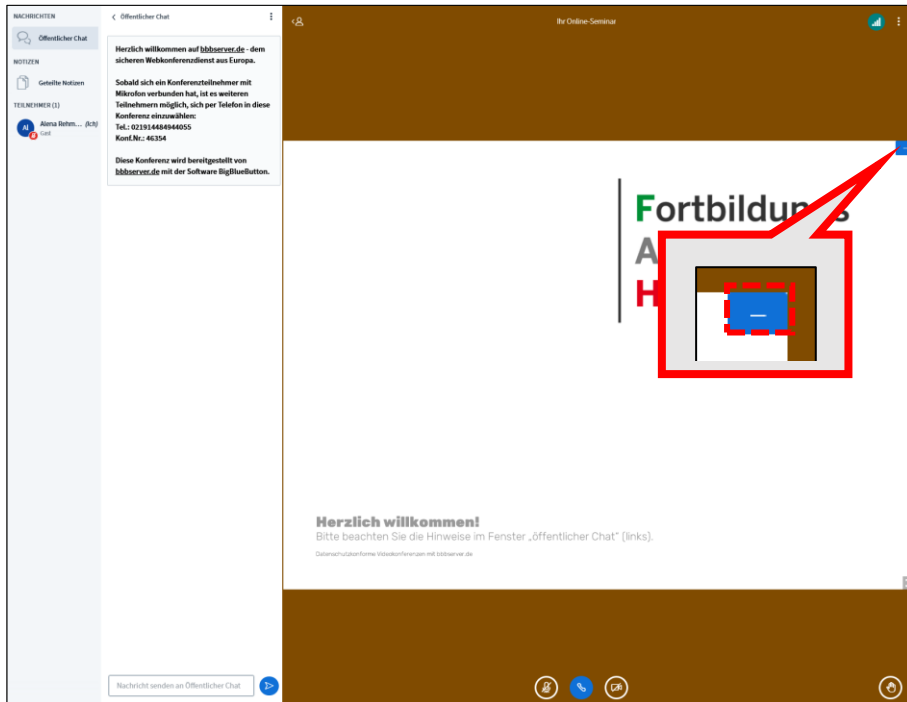 NACHRICHTEN
Öffentlicher Chat
NOTIZEN
Geteilte Notizen
TEILNEHMER (1)
Al
Alena Rehm... (Ich)
Gast
Öffentlicher Chat
Herzlich willkommen auf bbbserver.de - dem
sicheren Webkonferenzdienst aus Europa.
Sobald sich ein Konferenzteilnehmer mit
Mikrofon verbunden hat, ist es weiteren
Teilnehmern möglich, sich per Telefon in diese
Konferenz einzuwählen:
Tel.: 021914484944055
Konf.Nr.: 46354
Diese Konferenz wird bereitgestellt von
bbbserver.de mit der Software BigBlueButton.
Nachricht senden an Öffentlicher Chat
Ihr Online-Seminar
Fortbildungs
A
H
Herzlich willkommen!
Bitte beachten Sie die Hinweise im Fenster „öffentlicher Chat" (links).
Datenschutzkonforme Videokonferenzen mit bbbserver.de